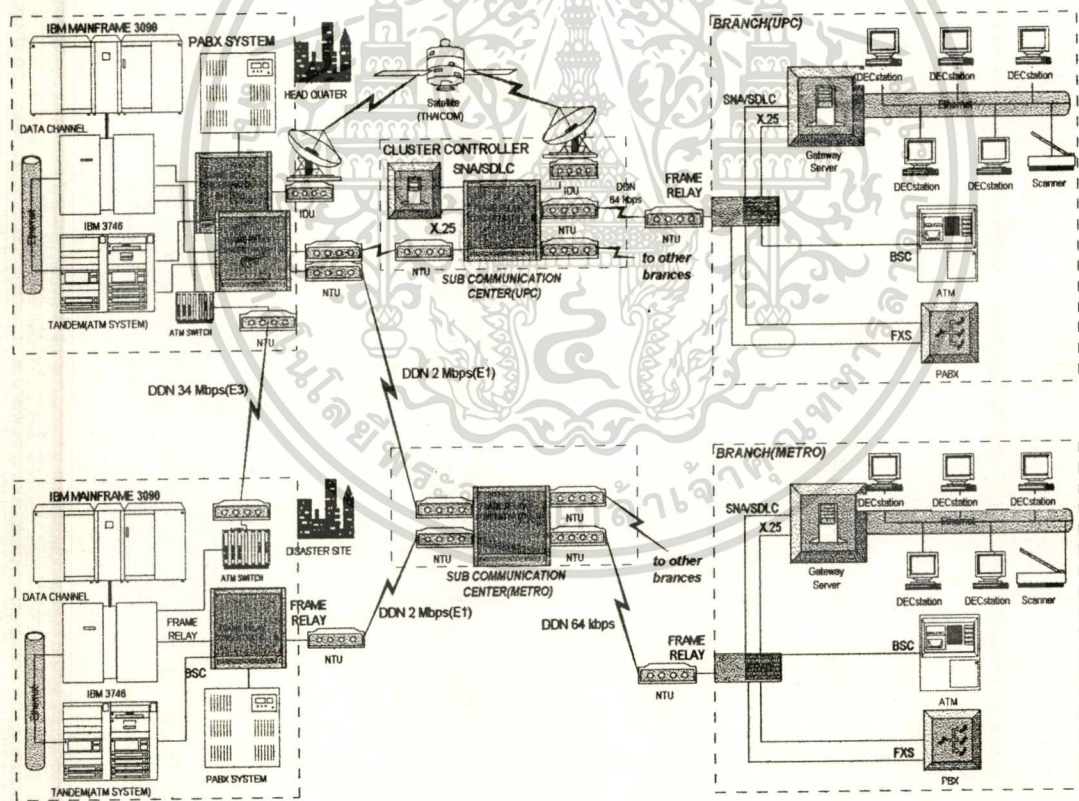 IBM MAINFRAME 3090
PABX SYSTEM
HEAD QUATER
DATA CHANNEL
Ethernet
IBM 3746
TANDEM(ATM SYSTEM)
ATM SWITCH
NTU
IDU
NTU
Satellite
(THAICOM)
CLUSTER CONTROLLER
SNA/SDLC
X.25
NTU
IDU
NTU
DDN
64 kbps
SUB COMMUNICATION
CENTER(UPC)
FRAME
RELAY
NTU
to other
brances
BRANCH(UPC)
SNA/SDLC
X.25
Gateway
Server
DECstation
DECstation
DECstation
Ethernet
DECstation
DECstation
Scanner
BSC
ATM
FXS
PABX
DDN 34 Mbps(E3)
DDN 2 Mbps(E1)
IBM MAINFRAME 3090
DISASTER SITE
ATM SWITCH
DATA CHANNEL
FRAME
RELAY
Ethernet
IBM 3746
BSC
TANDEM(ATM SYSTEM)
PABX SYSTEM
FRAME
RELAY
NTU
DDN 2 Mbps(E1)
NTU
NTU
NTU
SUB COMMUNICATION
CENTER(METRO)
to other
brances
DDN 64 kbps
FRAME
RELAY
NTU
BRANCH(METRO)
SNA/SDLC
X.25
Gateway
Server
DECstation
DECstation
DECstation
Ethernet
DECstation
DECstation
Scanner
BSC
ATM
FXS
PBX